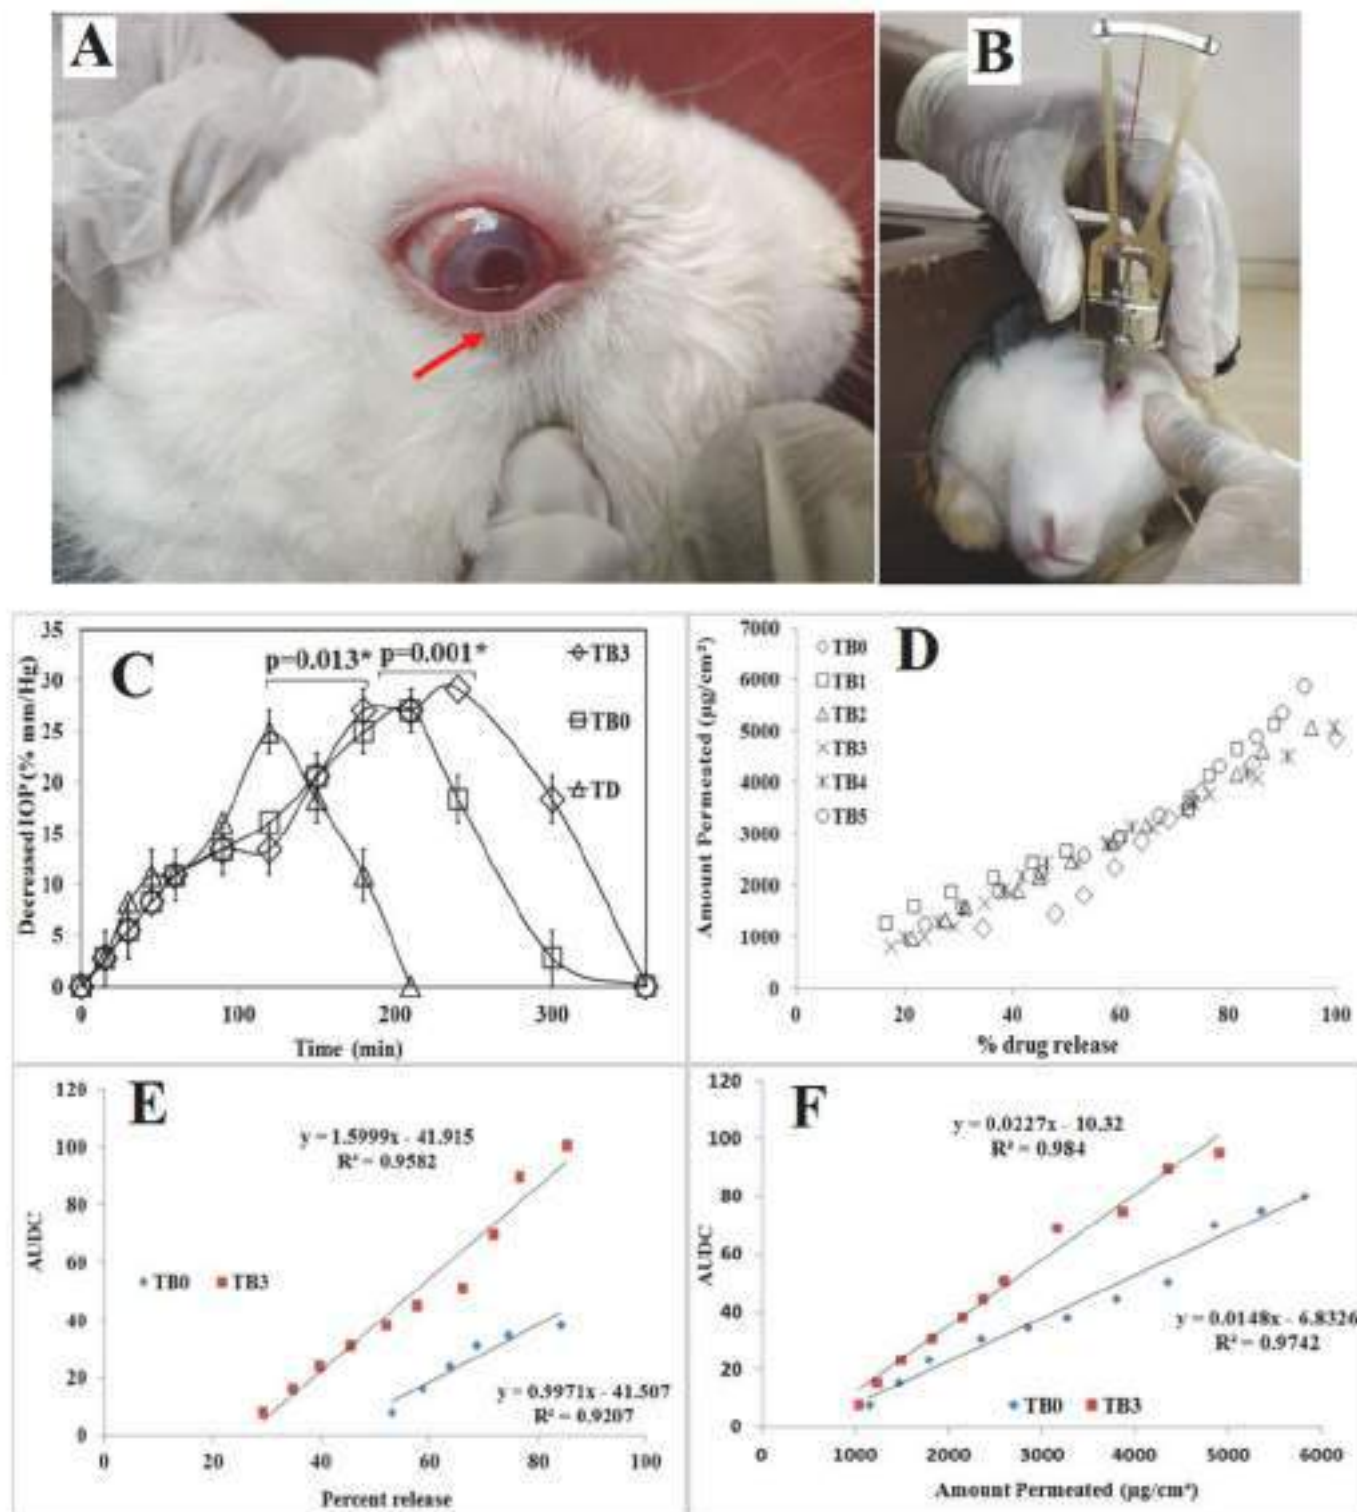 A
B
C
p=0.013* p=0.001*
TB3
TB0
TD
Decreased IOP (% mm/Hg)
35
30
25
20
15
10
5
0
0 100 200 300
Time (min)
D
TB0
TB1
TB2
TB3
TB4
TB5
Amount Permeated (µg/cm²)
7000
6000
5000
4000
3000
2000
1000
0
0 20 40 60 80 100
% drug release
E
y = 1.5999x - 41.915
R² = 0.9582
TB0 TB3
y = 0.9971x - 41.507
R² = 0.9207
AUDC
120
100
80
60
40
20
0
0 20 40 60 80 100
Percent release
F
y = 0.0227x - 10.32
R² = 0.984
y = 0.0148x - 6.8326
R² = 0.9742
TB0 TB3
AUDC
120
100
80
60
40
20
0
0 1000 2000 3000 4000 5000 6000
Amount Permeated (µg/cm²)